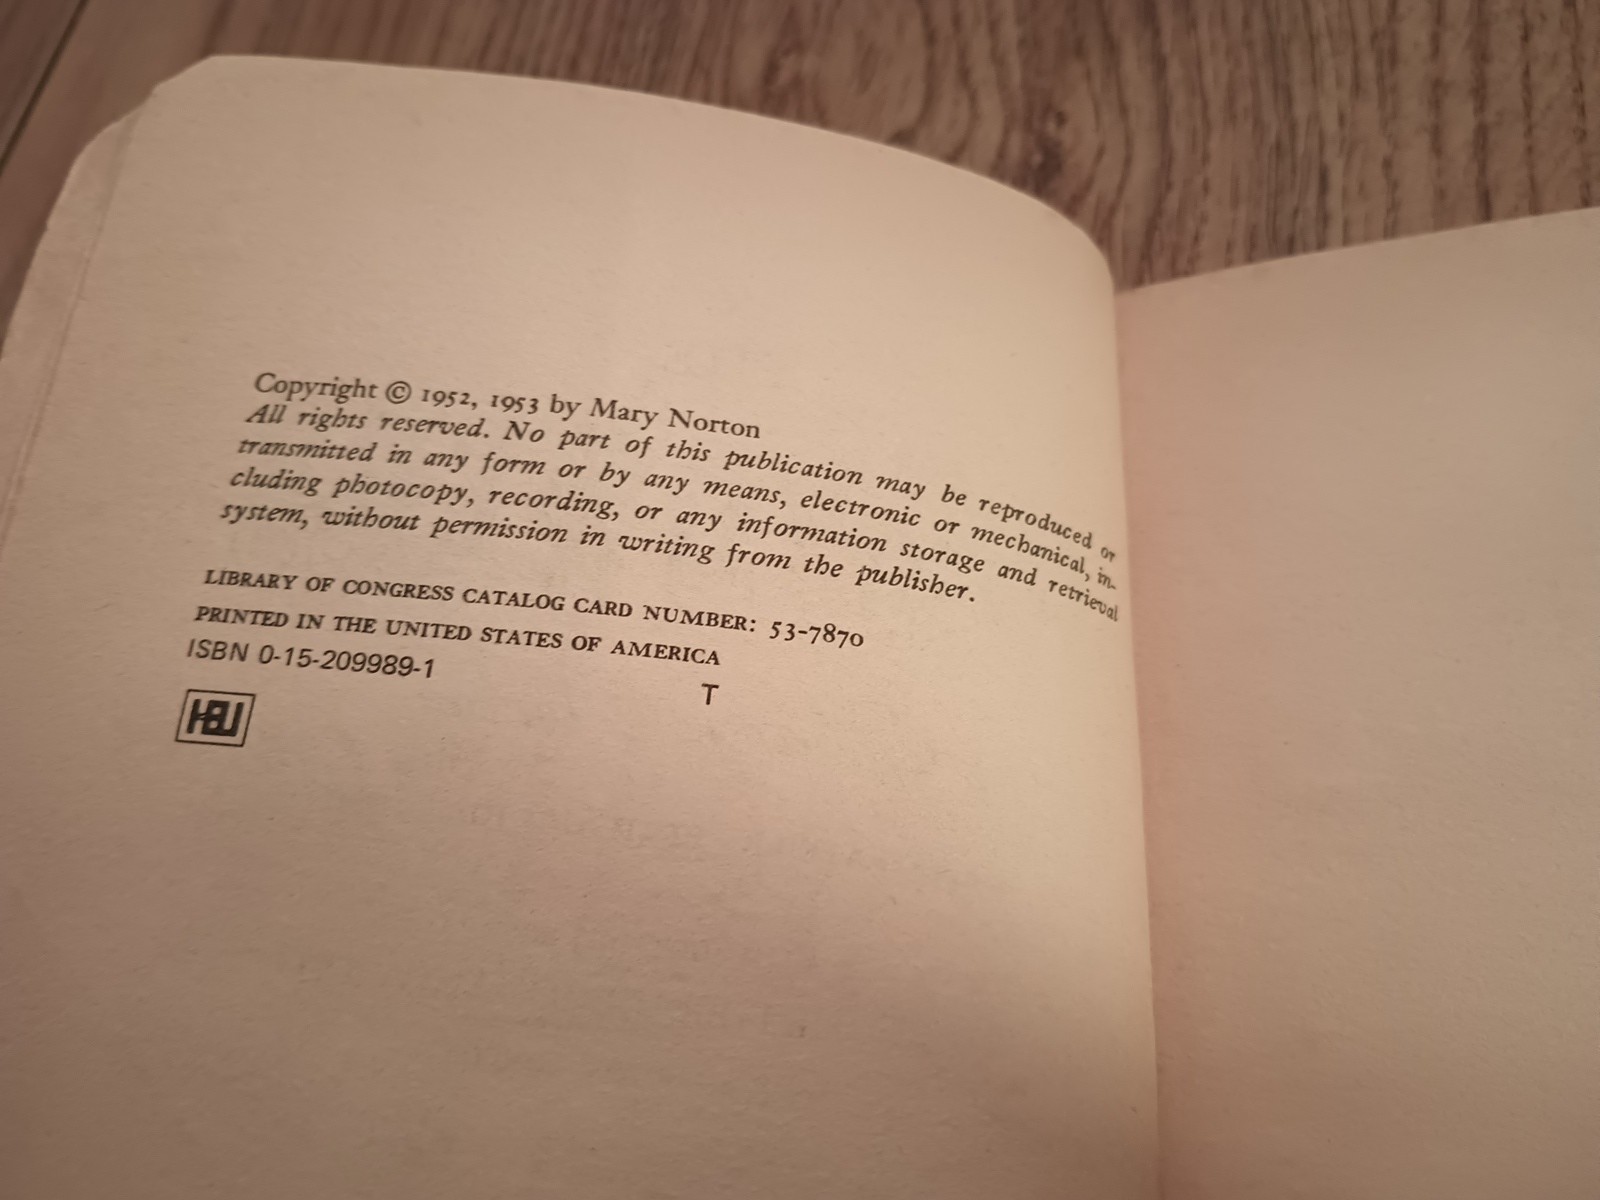 Copyright © 1952, 1953 by Mary Norton
All rights reserved. No part of this publication may be reproduced or
transmitted in any form or by any means, electronic or mechanical, in-
cluding photocopy, recording, or any information storage and retrieval
system, without permission in writing from the publisher.
LIBRARY OF CONGRESS CATALOG CARD NUMBER: 53-7870
PRINTED IN THE UNITED STATES OF AMERICA
ISBN 0-15-209989-1
T
HBJ